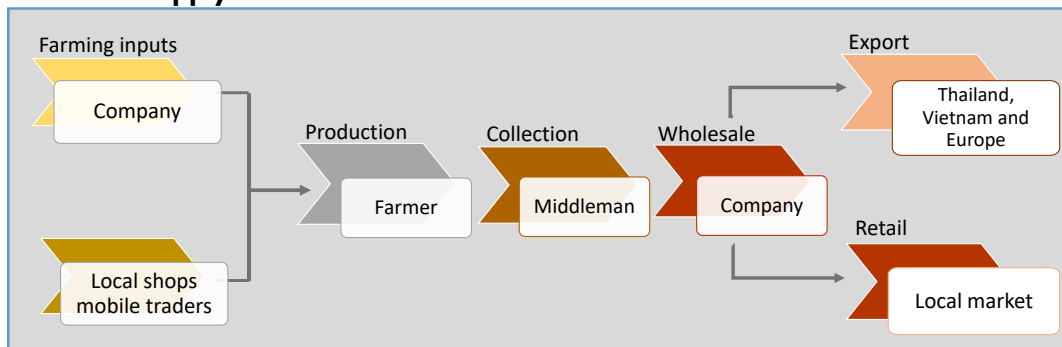 Farming inputs
Company
Local shops
mobile traders
Production
Farmer
Collection
Middleman
Wholesale
Company
Export
Thailand,
Vietnam and
Europe
Retail
Local market